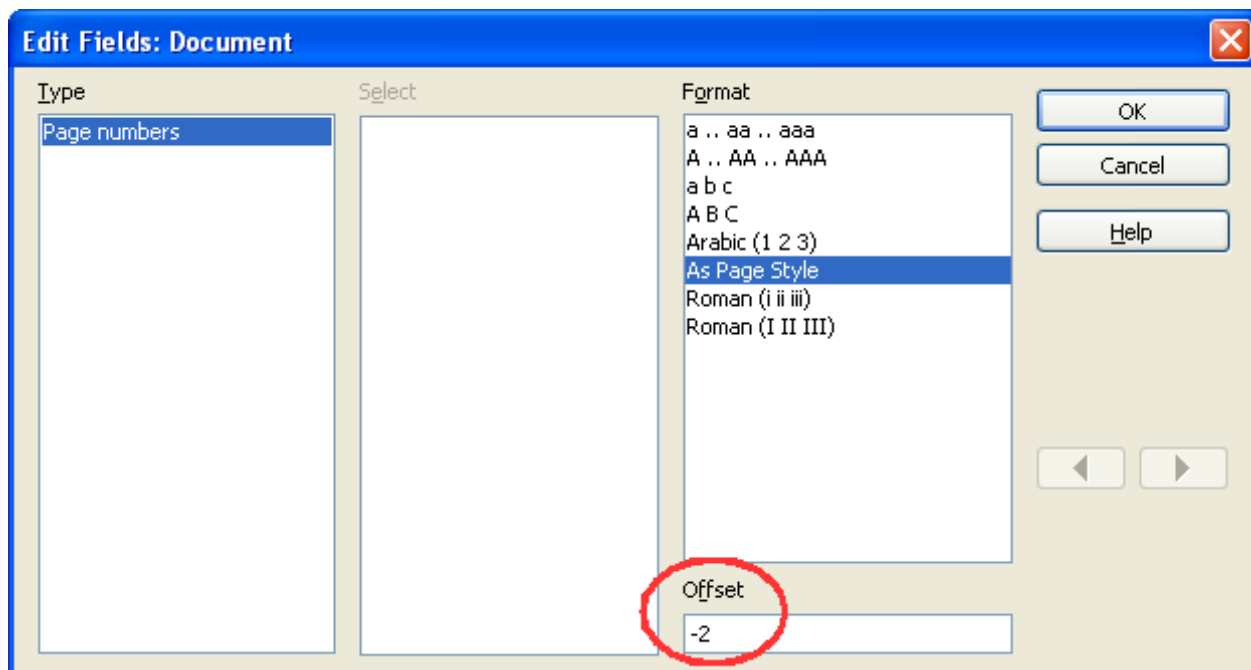 Edit Fields: Document
Type
Page numbers
Select
Format
a .. aa .. aaa
A .. AA .. AAA
a b c
A B C
Arabic (1 2 3)
As Page Style
Roman (i ii iii)
Roman (I II III)
Offset
-2
OK
Cancel
Help